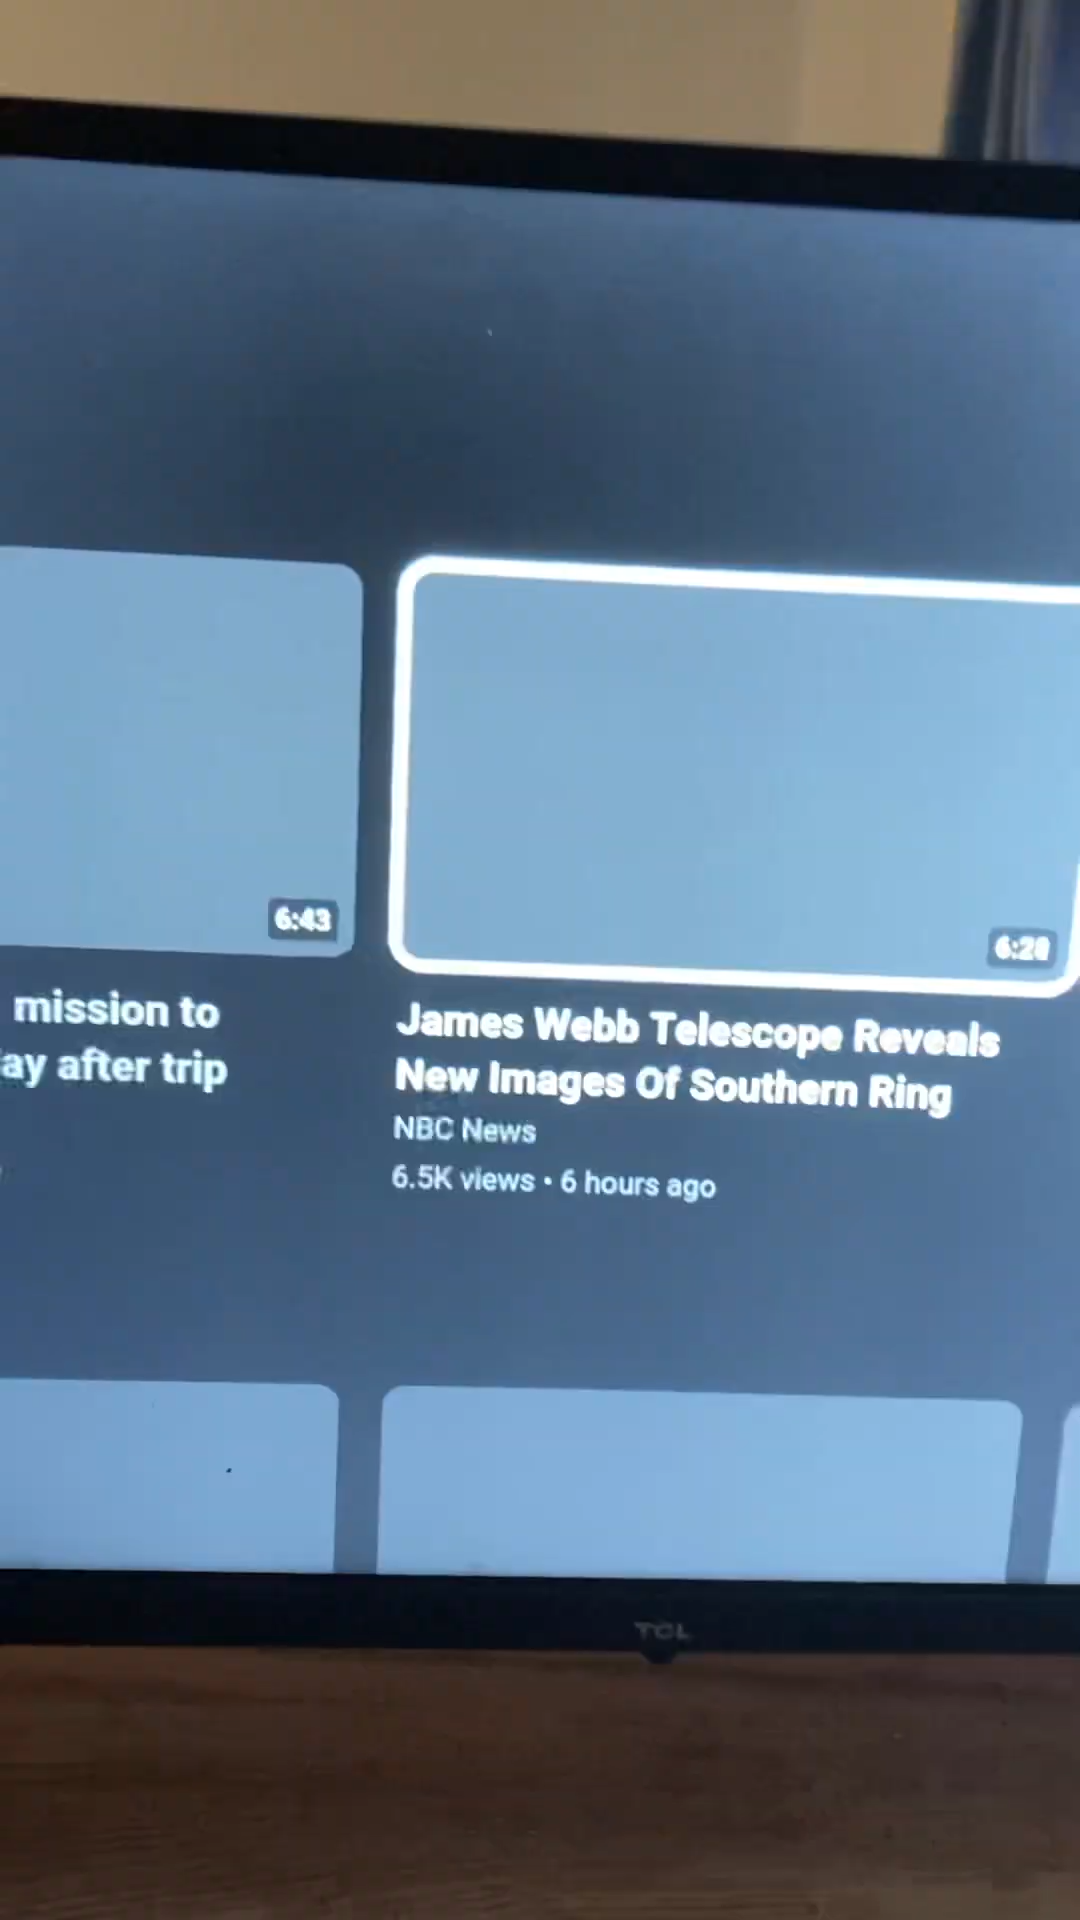 6:43
6:28
mission to
ay after trip
James Webb Telescope Reveals
New Images Of Southern Ring
NBC News
6.5K views • 6 hours ago
TCL